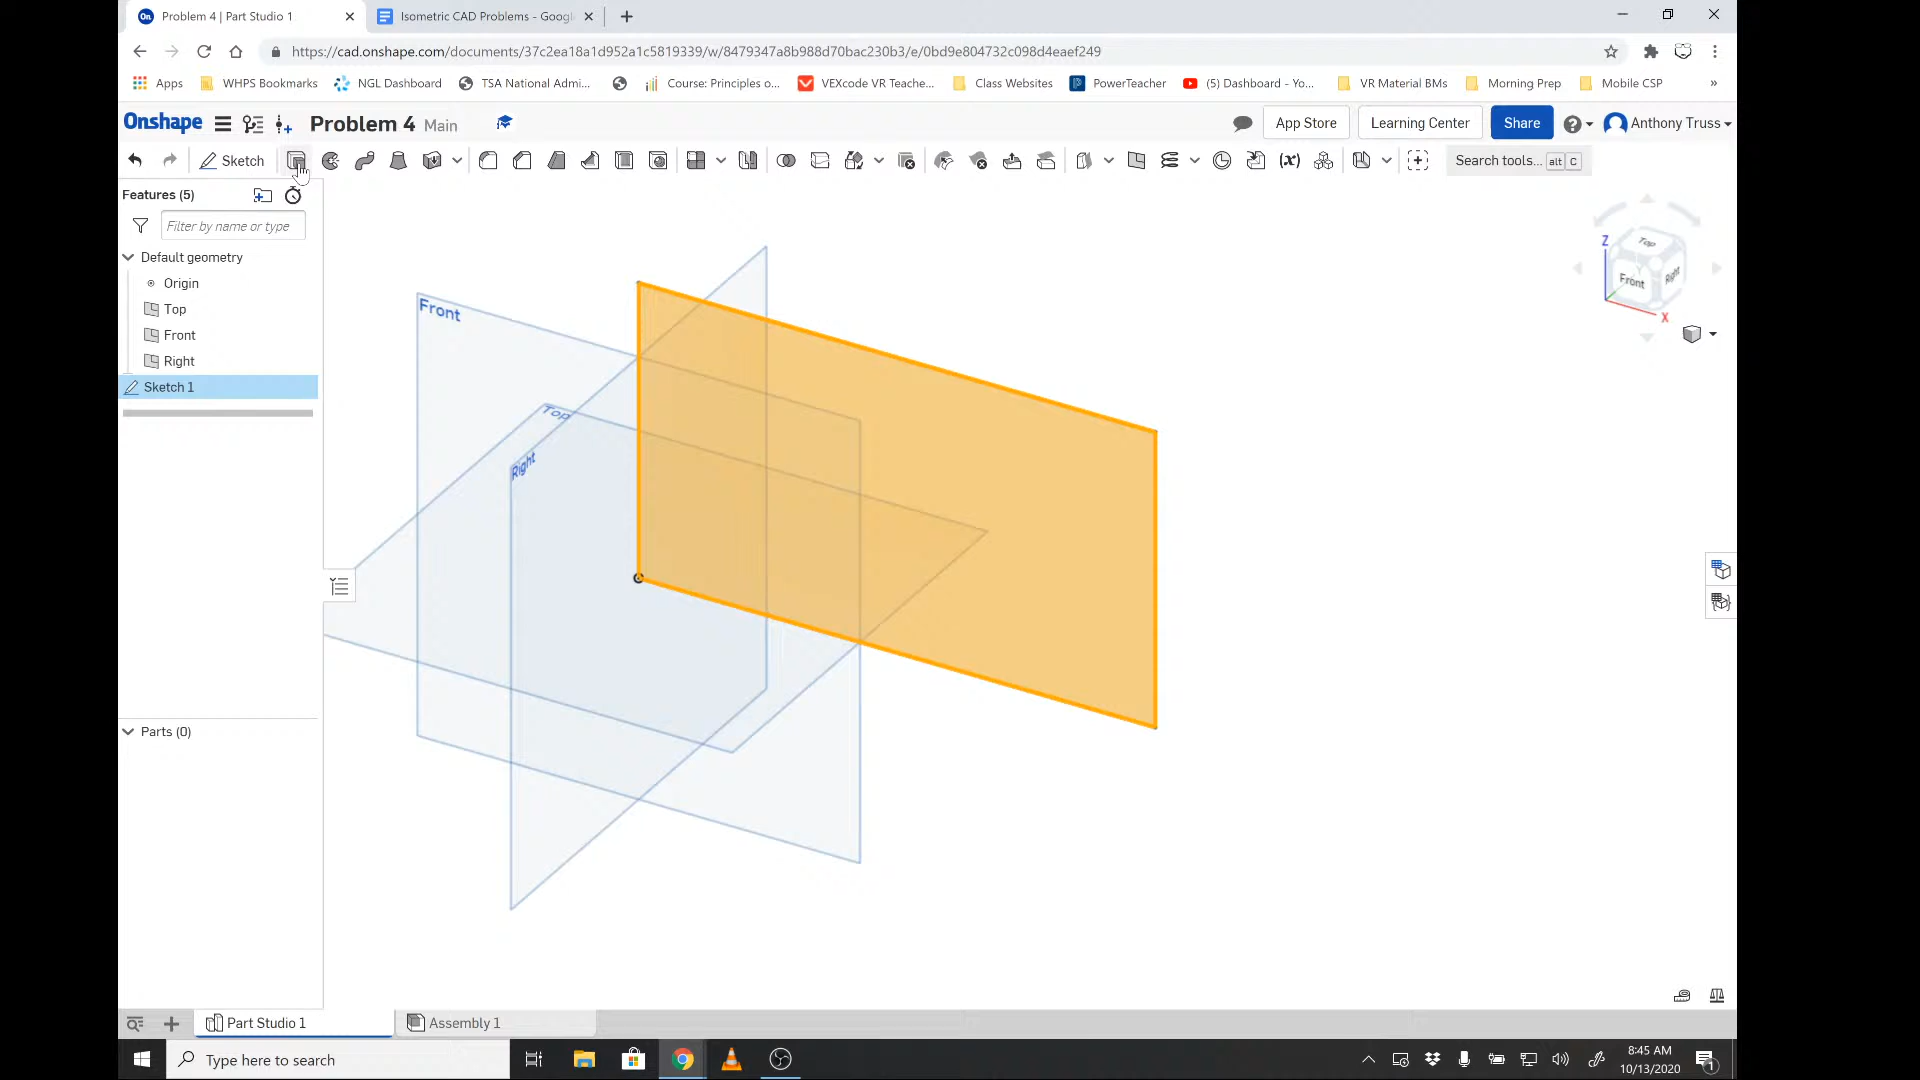 Problem 4 | Part Studio 1
Isometric CAD Problems - Googl
https://cad.onshape.com/documents/37c2ea18a1d952a1c5819339/w/8479347a8b988d70bac230b3/e/0bd9e804732c098d4eaef249
Apps
WHPS Bookmarks
NGL Dashboard
TSA National Admi...
Course: Principles o...
VEXcode VR Teache...
Class Websites
PowerTeacher
(5) Dashboard - Yo...
VR Material BMs
Morning Prep
Mobile CSP
»
Onshape
Problem 4 Main
App Store
Learning Center
Share
Anthony Truss
Sketch
Search tools... alt C
Features (5)
Filter by name or type
Default geometry
Origin
Top
Front
Right
Sketch 1
Parts (0)
Front
Top
Right
Z
Top
Front
Right
X
Part Studio 1
Assembly 1
Type here to search
8:45 AM
10/13/2020
1